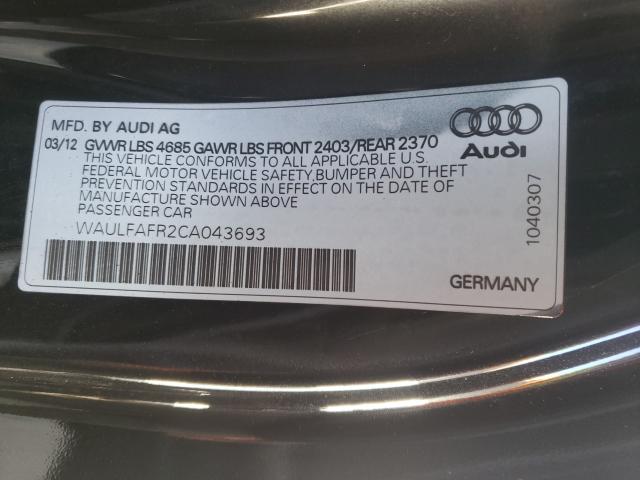 MFD. BY AUDI AG
03/12 GVWR LBS 4685 GAWR LBS FRONT 2403/REAR 2370
THIS VEHICLE CONFORMS TO ALL APPLICABLE U.S.
FEDERAL MOTOR VEHICLE SAFETY,BUMPER AND THEFT
PREVENTION STANDARDS IN EFFECT ON THE DATE OF
MANUFACTURE SHOWN ABOVE
PASSENGER CAR
WAULFAFR2CA043693
Audi
1040307
GERMANY